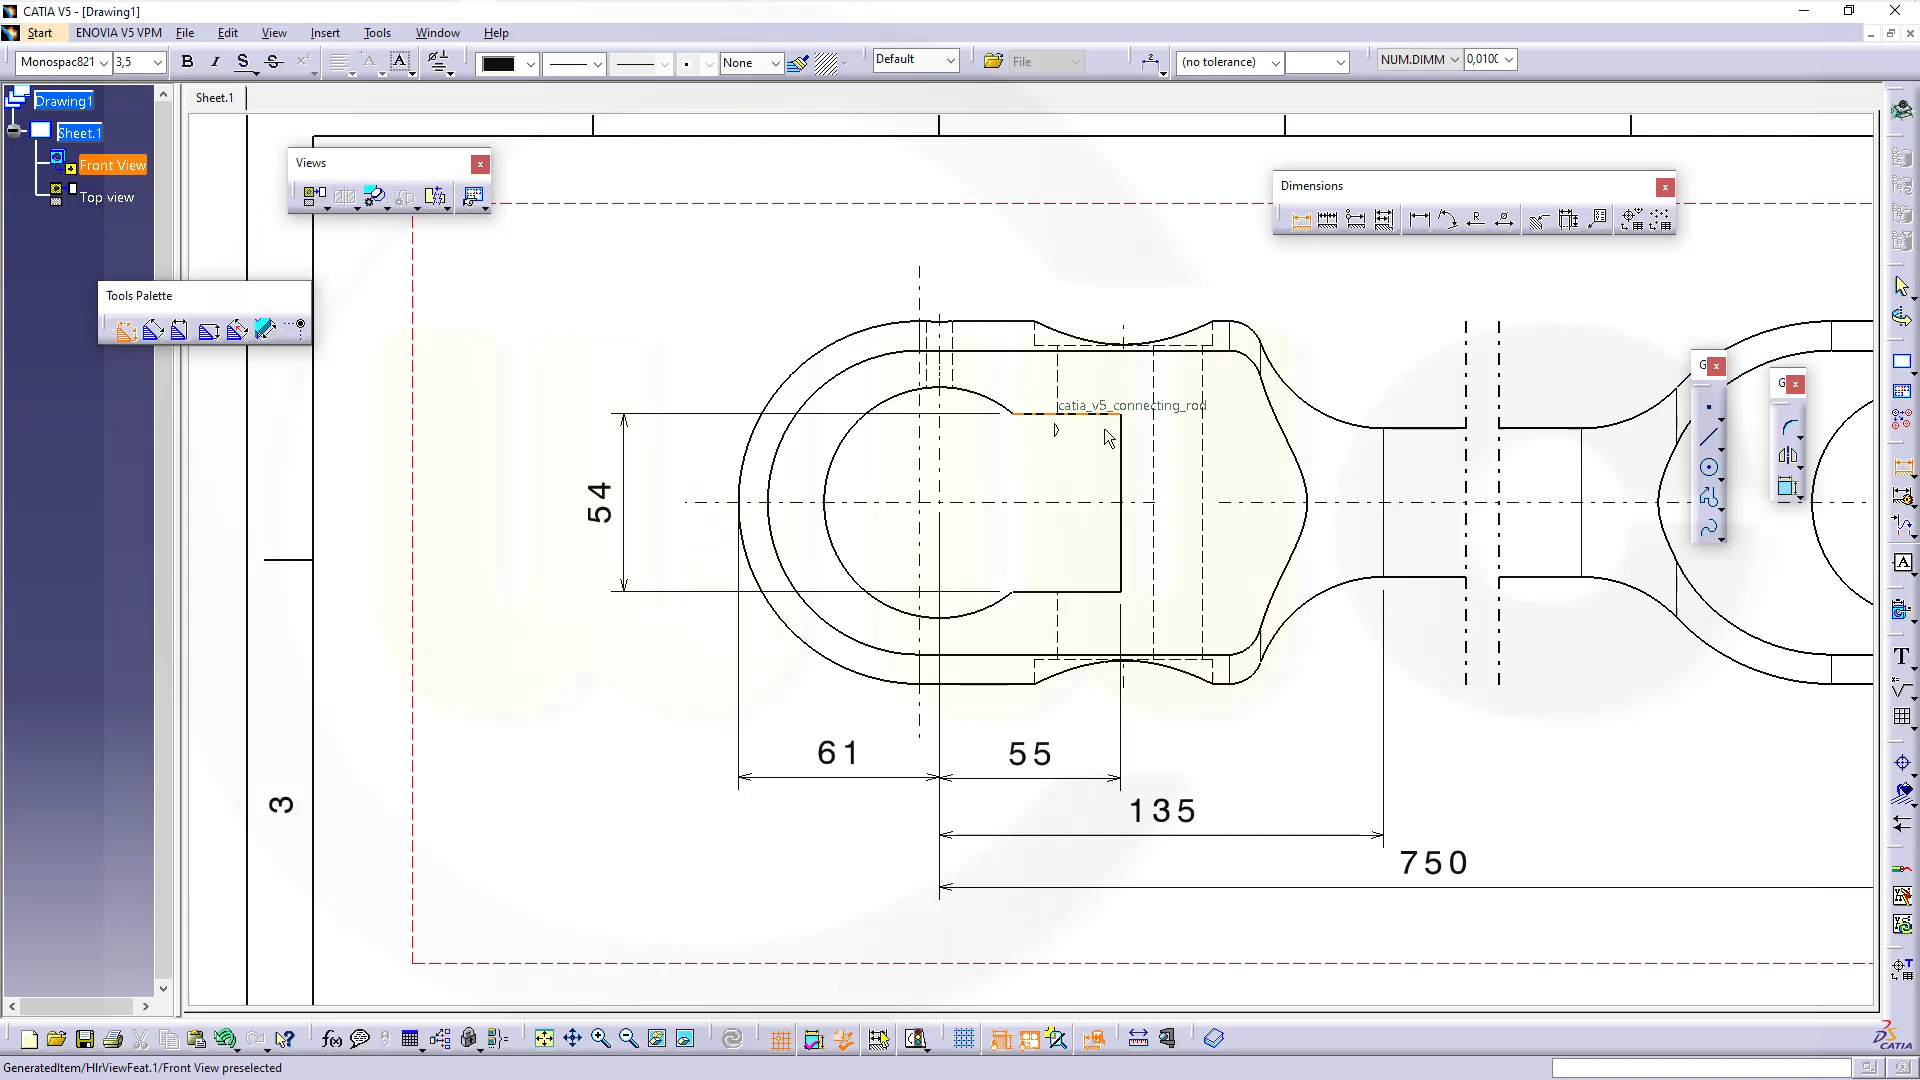 CATIA V5 - [Drawing1]
Start ENOVIA V5 VPM File Edit View Insert Tools Window Help
Monospac821 3,5 B I S S None Default File (no tolerance) NUM.DIMM 0,010
Drawing1
Sheet.1
Front View
Top view
Sheet.1
Views
Dimensions
Tools Palette
G
G
catia_v5_connecting_rod
54
61
55
135
750
3
GeneratedItem/HlrViewFeat.1/Front View preselected
CATIA